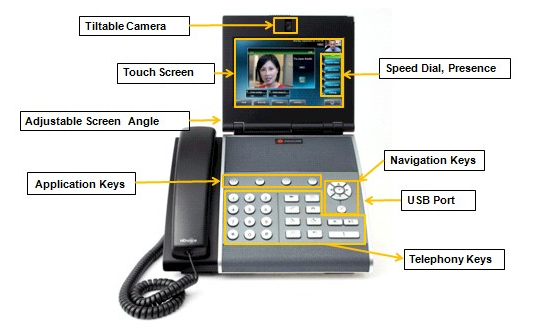 Tiltable Camera
Touch Screen
Speed Dial, Presence
Adjustable Screen Angle
Navigation Keys
Application Keys
USB Port
Telephony Keys